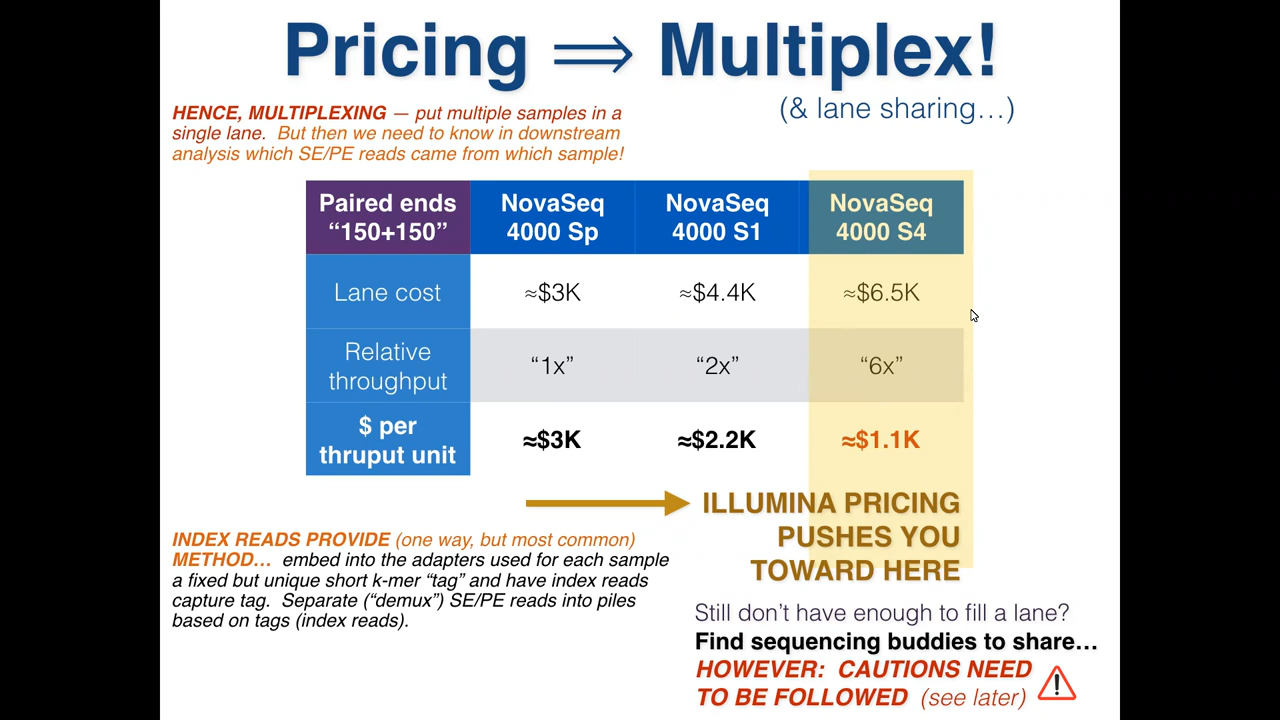 Pricing ⟹ Multiplex!
(& lane sharing…)
HENCE, MULTIPLEXING — put multiple samples in a
single lane. But then we need to know in downstream
analysis which SE/PE reads came from which sample!
Paired ends
“150+150”
NovaSeq
4000 Sp
NovaSeq
4000 S1
NovaSeq
4000 S4
Lane cost
≈$3K
≈$4.4K
≈$6.5K
Relative
throughput
“1x”
“2x”
“6x”
$ per
thruput unit
≈$3K
≈$2.2K
≈$1.1K
ILLUMINA PRICING
PUSHES YOU
TOWARD HERE
INDEX READS PROVIDE (one way, but most common)
METHOD… embed into the adapters used for each sample
a fixed but unique short k-mer “tag” and have index reads
capture tag. Separate (“demux”) SE/PE reads into piles
based on tags (index reads).
Still don’t have enough to fill a lane?
Find sequencing buddies to share…
HOWEVER: CAUTIONS NEED
TO BE FOLLOWED (see later)